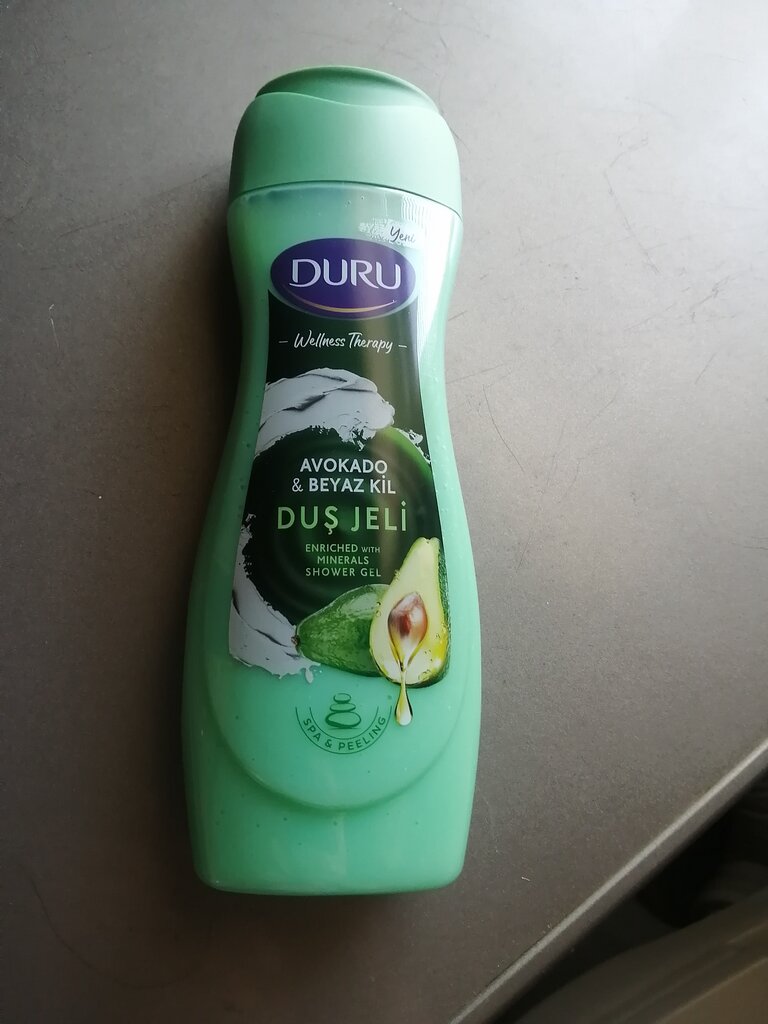 Yeni
DURU
- Wellness Therapy -
AVOKADO
& BEYAZ KİL
DUŞ JELİ
ENRICHED WITH
MINERALS
SHOWER GEL
SPA & PEELING